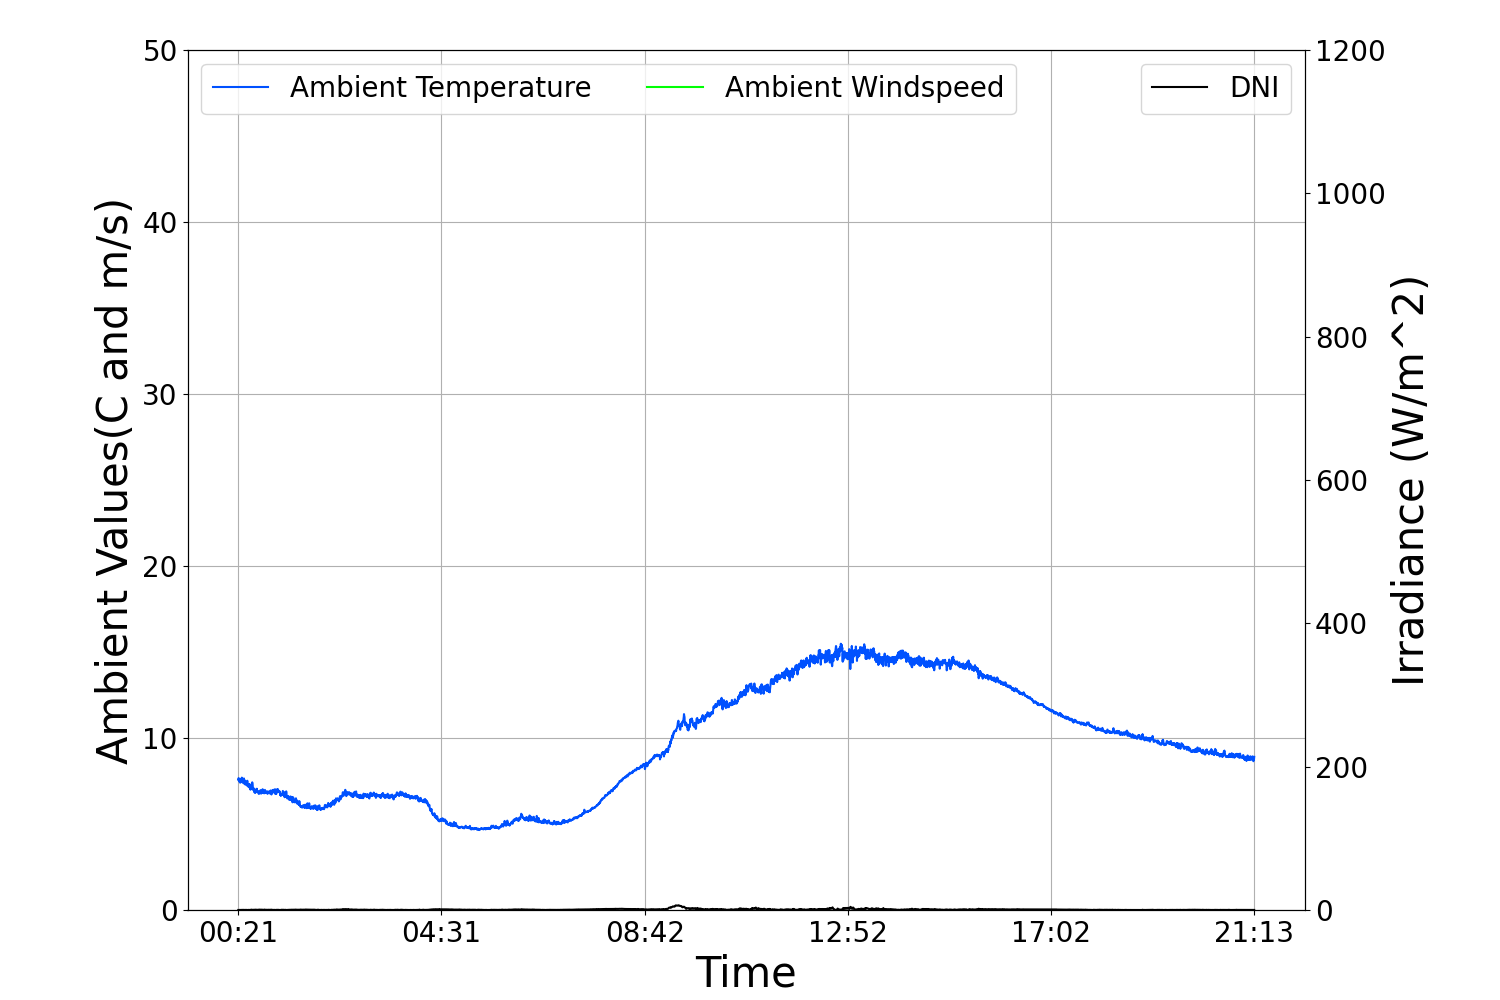 Ambient Temperature Ambient Windspeed DNI
50
40
30
20
10
0
Ambient Values(C and m/s)
1200
1000
800
600
400
200
0
Irradiance (W/m^2)
00:21 04:31 08:42 12:52 17:02 21:13
Time